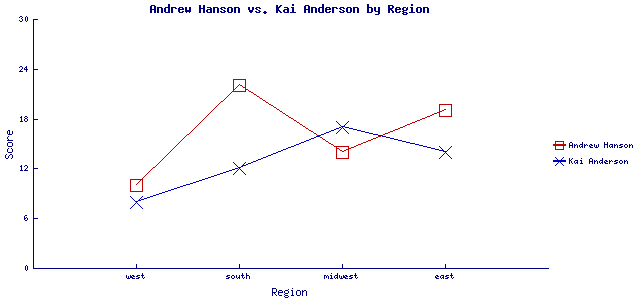 Andrew Hanson vs. Kai Anderson by Region
30
24
18
12
6
0
Score
west south midwest east
Region
Andrew Hanson
Kai Anderson